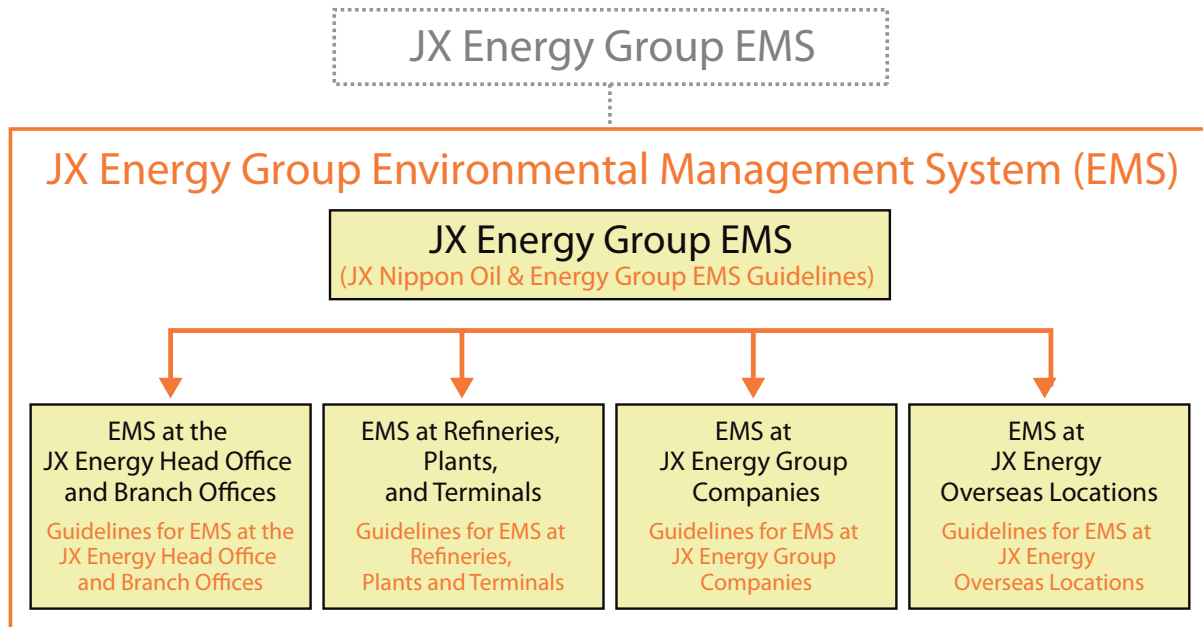 JX Energy Group EMS
JX Energy Group Environmental Management System (EMS)
JX Energy Group EMS
(JX Nippon Oil & Energy Group EMS Guidelines)
EMS at the
JX Energy Head Office
and Branch Offices
Guidelines for EMS at the
JX Energy Head Office
and Branch Offices
EMS at Refineries,
Plants,
and Terminals
Guidelines for EMS at
Refineries,
Plants and Terminals
EMS at
JX Energy Group
Companies
Guidelines for EMS at
JX Energy Group
Companies
EMS at
JX Energy
Overseas Locations
Guidelines for EMS at
JX Energy
Overseas Locations